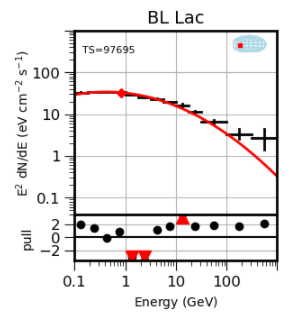 BL Lac
TS=97695
E² dN/dE (eV cm⁻² s⁻¹)
100
10
1
0.1
pull
2
0
−2
0.1
1
10
100
Energy (GeV)